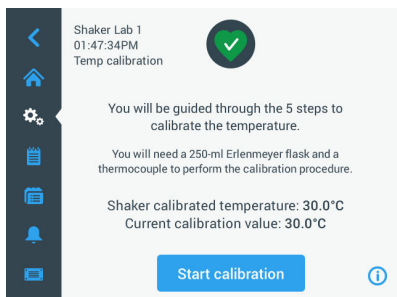 Shaker Lab 1
01:47:34PM
Temp calibration
You will be guided through the 5 steps to
calibrate the temperature.
You will need a 250-ml Erlenmeyer flask and a
thermocouple to perform the calibration procedure.
Shaker calibrated temperature: 30.0°C
Current calibration value: 30.0°C
Start calibration